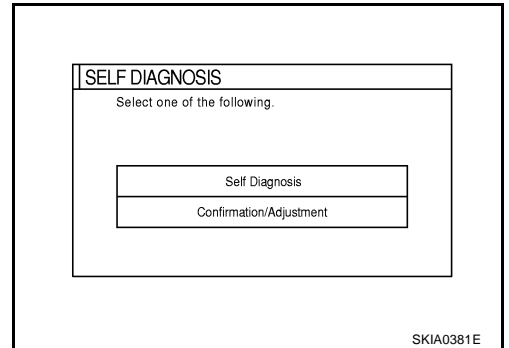 SELF DIAGNOSIS
Select one of the following.
Self Diagnosis
Confirmation/Adjustment
SKIA0381E